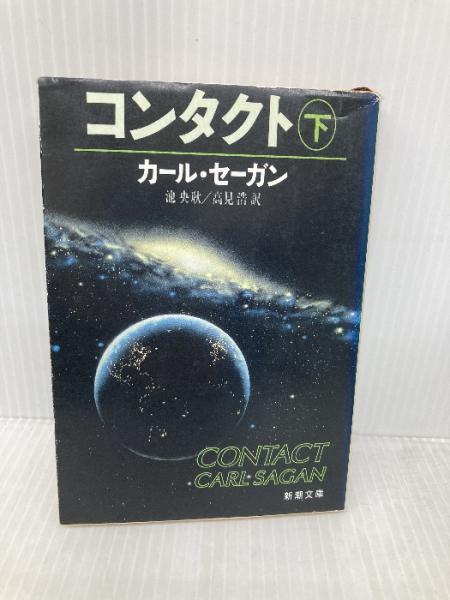 コンタクト 下
カール・セーガン
池 央耿/高見 浩 訳
CONTACT
CARL SAGAN
新潮文庫